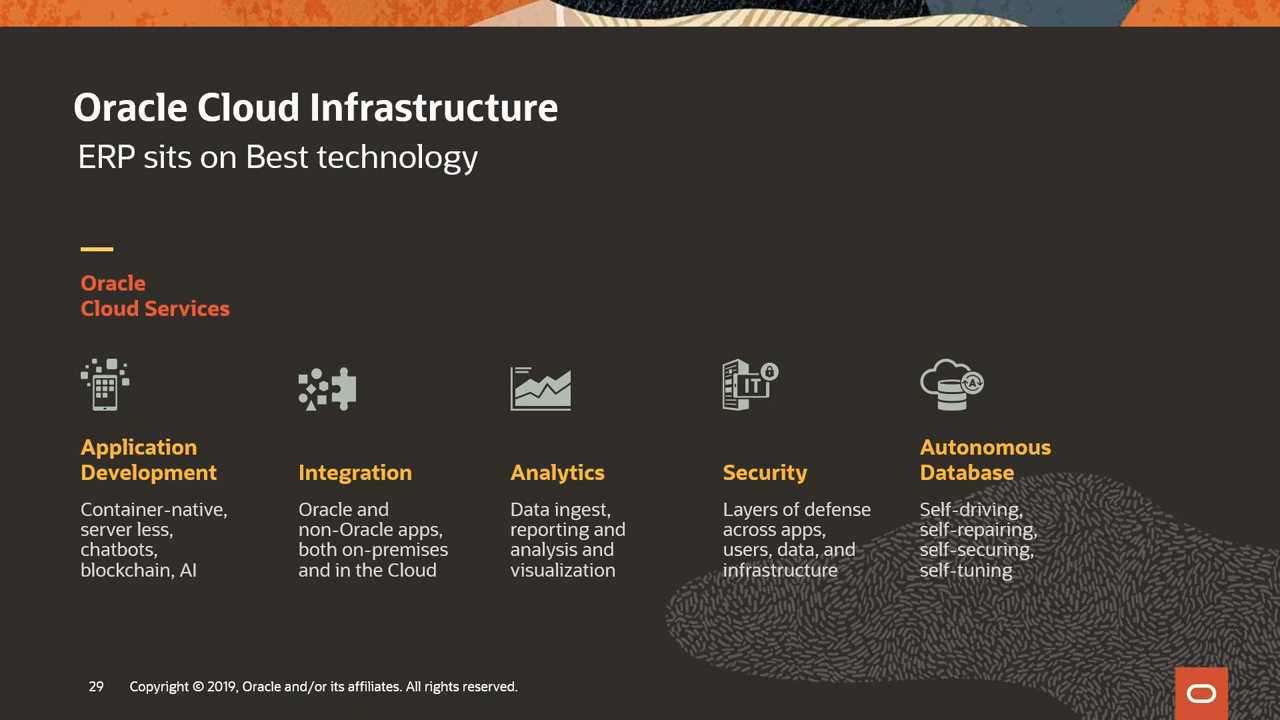 Oracle Cloud Infrastructure
ERP sits on Best technology
Oracle
Cloud Services
IT
A
Application
Development
Container-native,
server less,
chatbots,
blockchain, AI
Integration
Oracle and
non-Oracle apps,
both on-premises
and in the Cloud
Analytics
Data ingest,
reporting and
analysis and
visualization
Security
Layers of defense
across apps,
users, data, and
infrastructure
Autonomous
Database
Self-driving,
self-repairing,
self-securing,
self-tuning
29 Copyright © 2019, Oracle and/or its affiliates. All rights reserved.